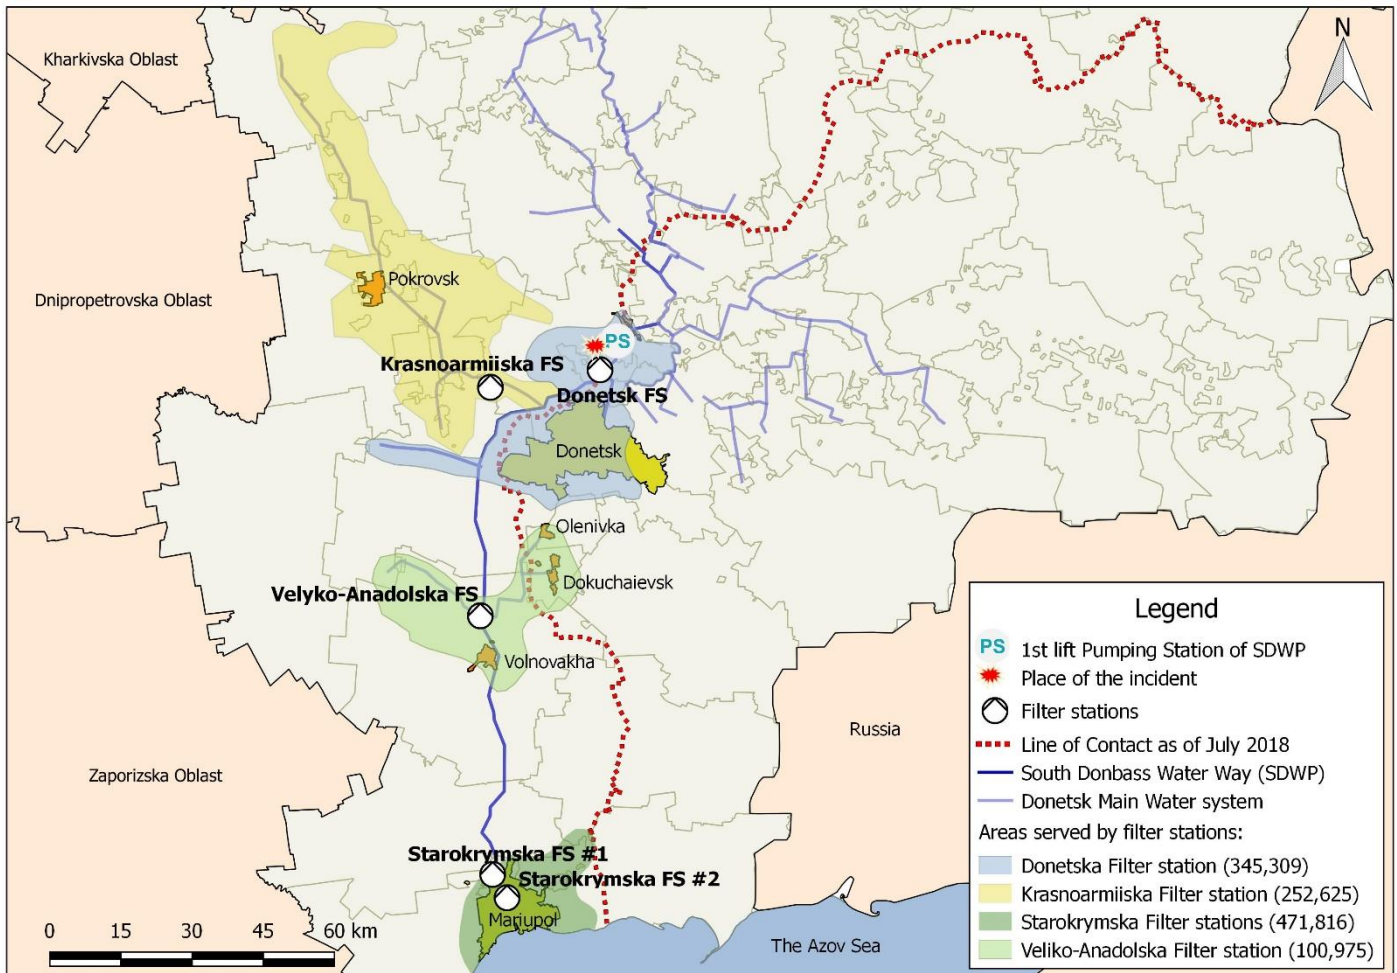 Kharkivska Oblast
N
Dnipropetrovska Oblast
Pokrovsk
PS
Krasnoarmiiska FS
Donetsk FS
Donetsk
Olenivka
Dokuchaievsk
Velyko-Anadolska FS
Volnovakha
Russia
Zaporizska Oblast
Starokrymska FS #1
Starokrymska FS #2
Mariupol
The Azov Sea
0 15 30 45 60 km
Legend
PS 1st lift Pumping Station of SDWP
Place of the incident
Filter stations
Line of Contact as of July 2018
South Donbass Water Way (SDWP)
Donetsk Main Water system
Areas served by filter stations:
Donetska Filter station (345,309)
Krasnoarmiiska Filter station (252,625)
Starokrymska Filter stations (471,816)
Veliko-Anadolska Filter station (100,975)